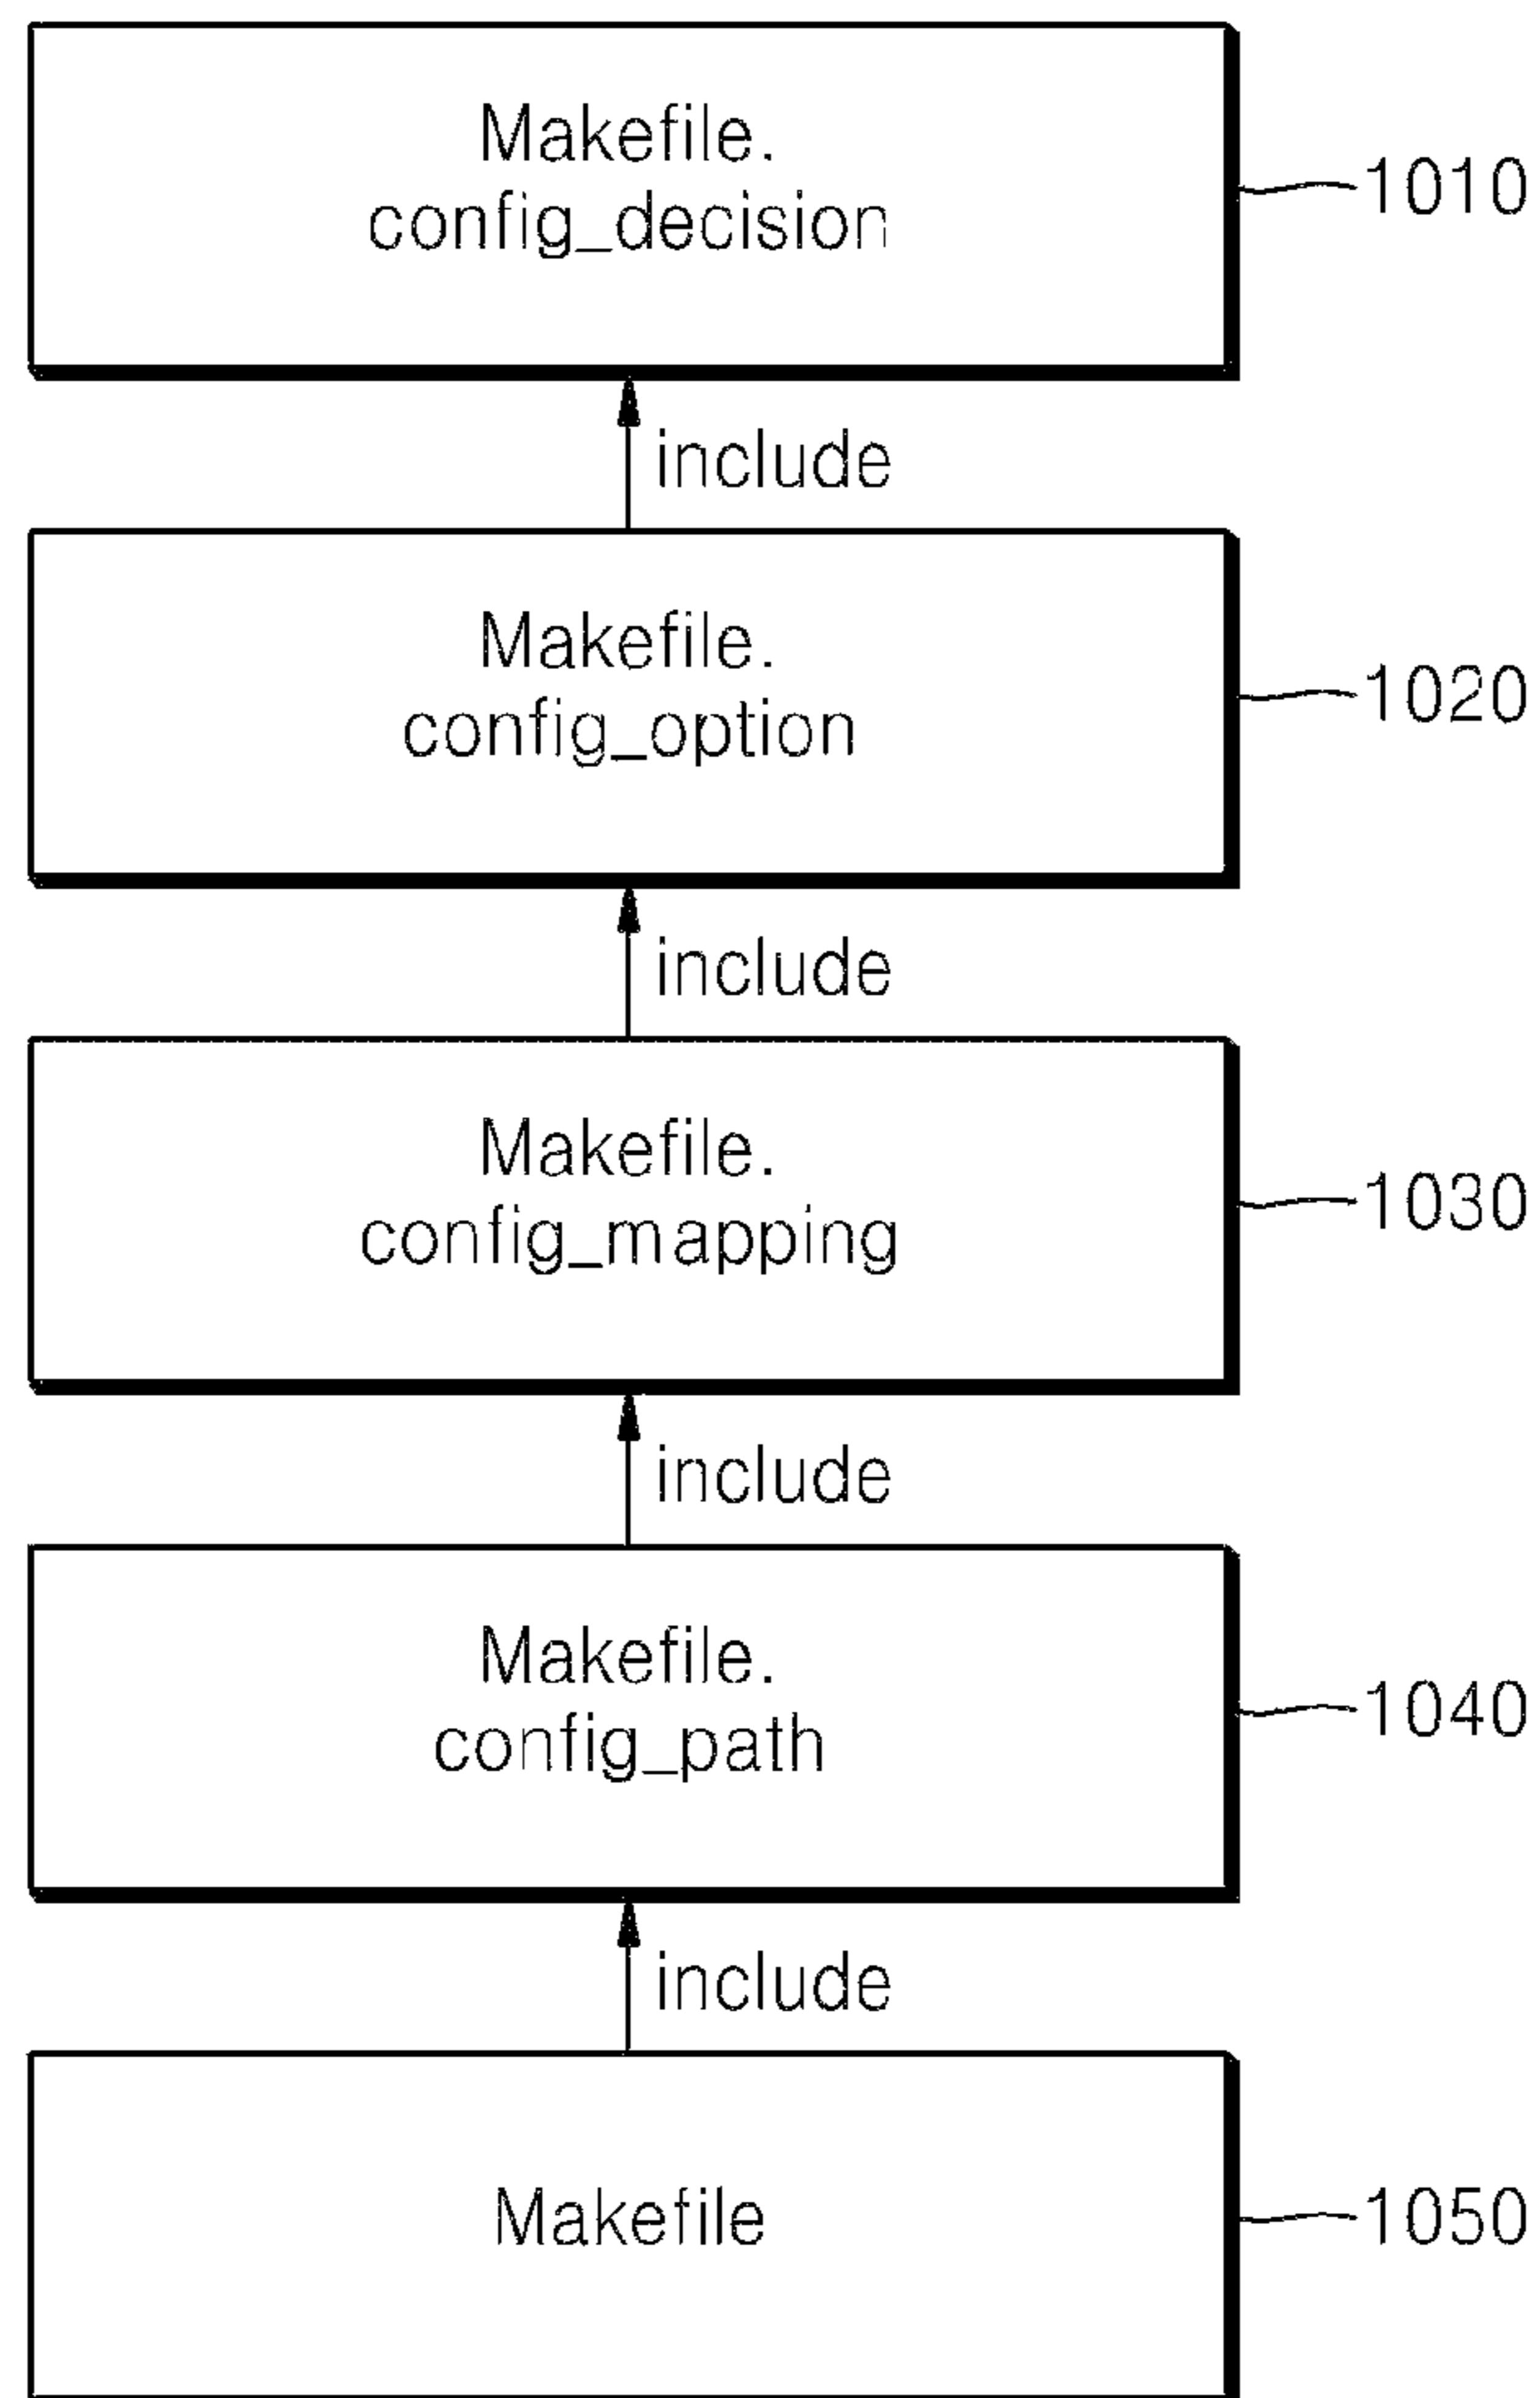 Makefile.
config_decision
1010
include
Makefile.
config_option
1020
include
Makefile.
config_mapping
1030
include
Makefile.
config_path
1040
include
Makefile
1050